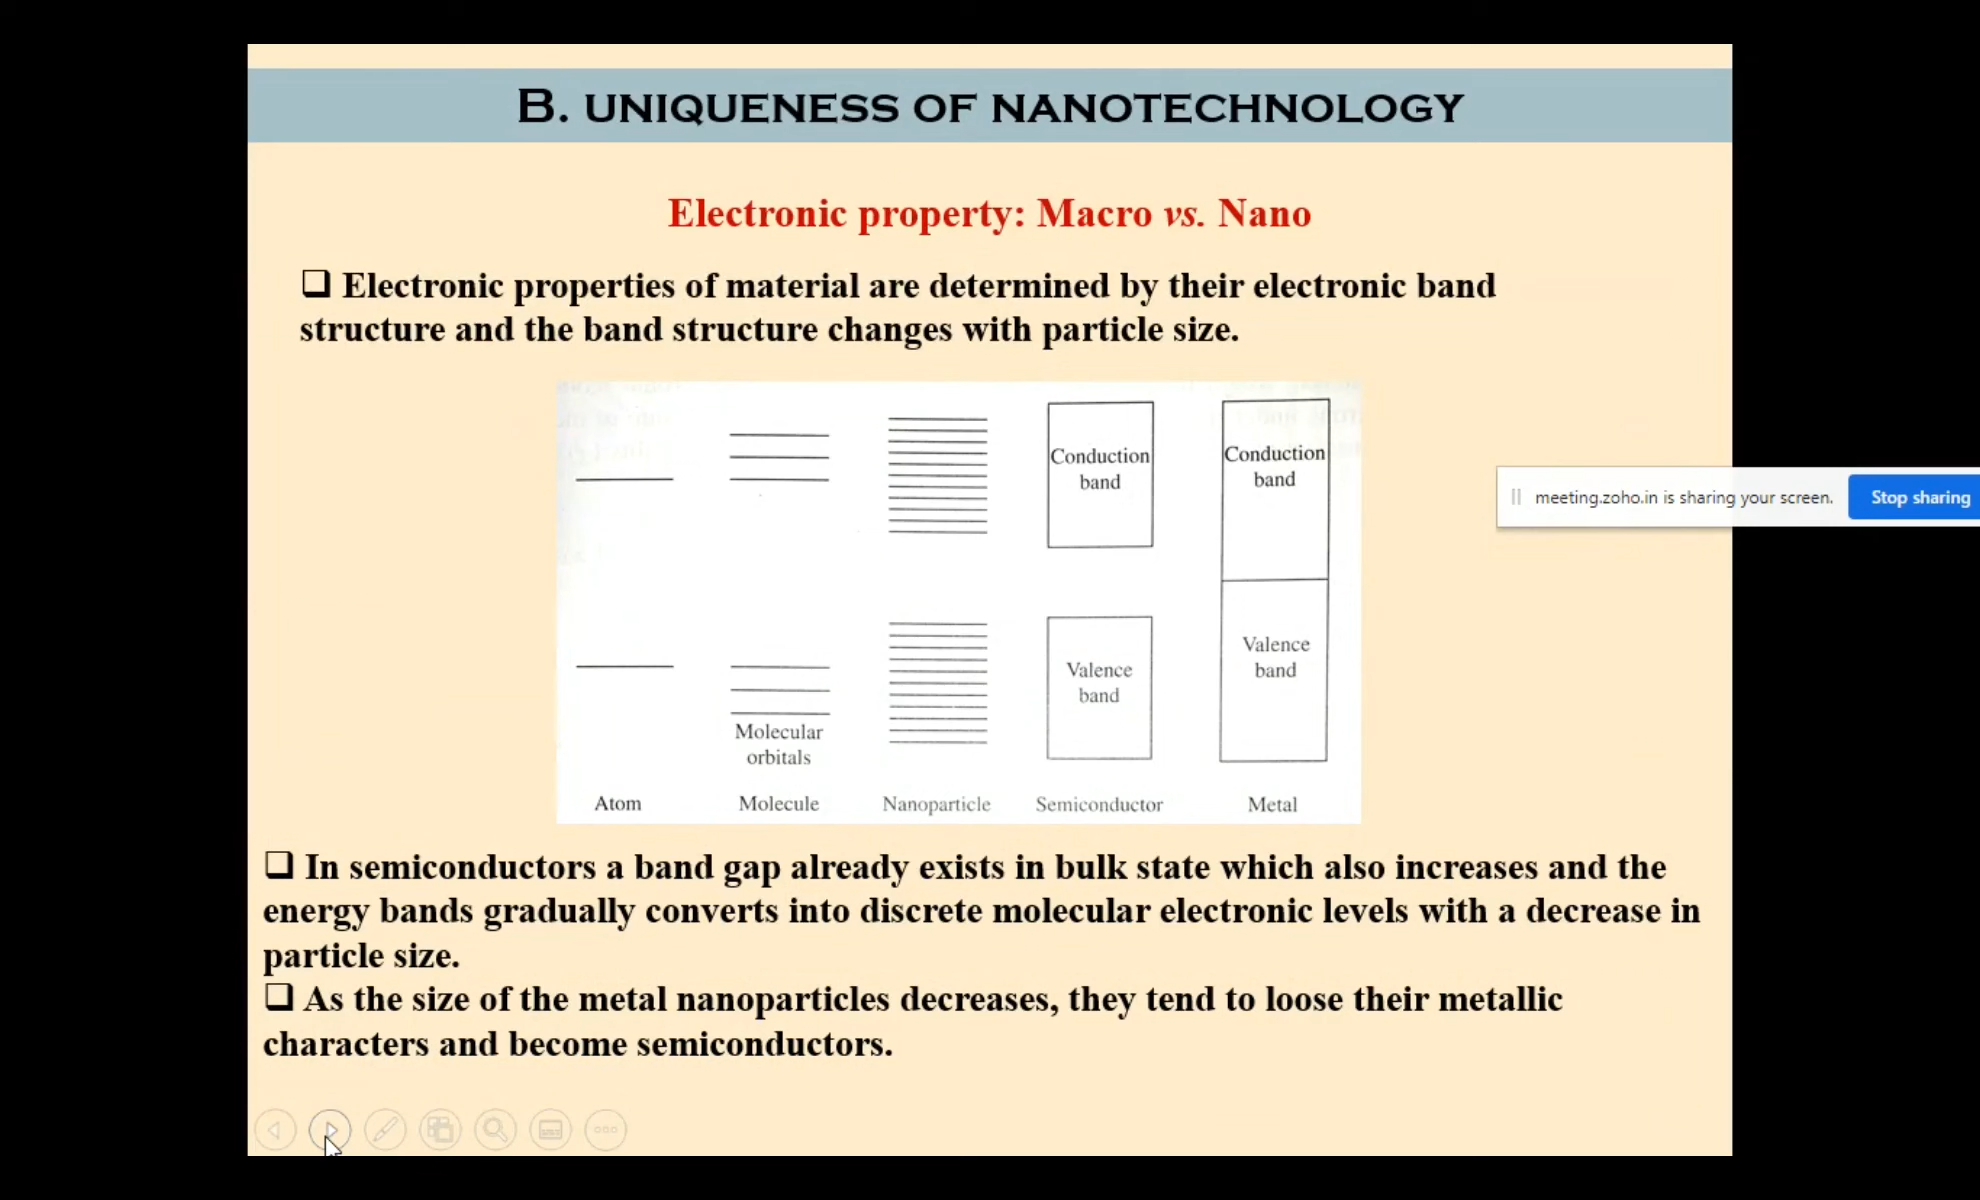 B. UNIQUENESS OF NANOTECHNOLOGY
Electronic property: Macro vs. Nano
❑ Electronic properties of material are determined by their electronic band
structure and the band structure changes with particle size.
Conduction
band
Conduction
band
Valence
band
Valence
band
Molecular
orbitals
Atom Molecule Nanoparticle Semiconductor Metal
meeting.zoho.in is sharing your screen. Stop sharing
❑ In semiconductors a band gap already exists in bulk state which also increases and the
energy bands gradually converts into discrete molecular electronic levels with a decrease in
particle size.
❑ As the size of the metal nanoparticles decreases, they tend to loose their metallic
characters and become semiconductors.